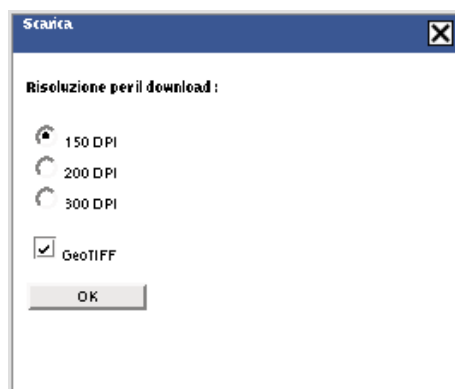 Scarica
Risoluzione per il download :
150 DPI
200 DPI
300 DPI
GeoTIFF
OK